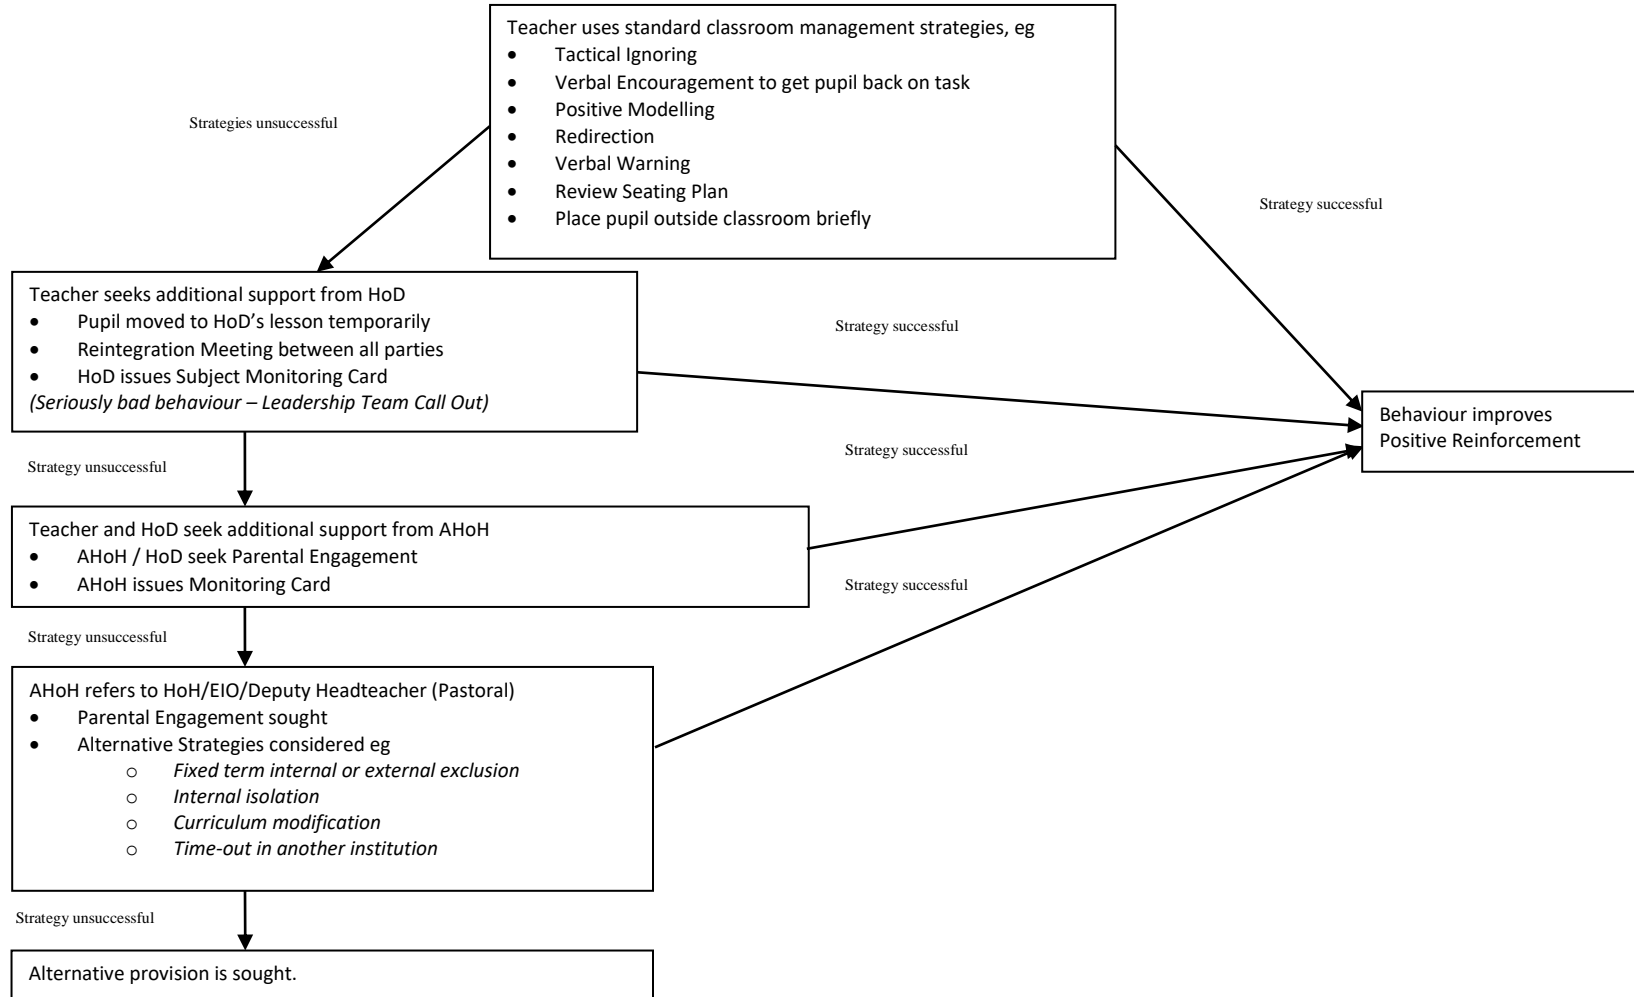 Teacher uses standard classroom management strategies, eg
• Tactical Ignoring
• Verbal Encouragement to get pupil back on task
• Positive Modelling
• Redirection
• Verbal Warning
• Review Seating Plan
• Place pupil outside classroom briefly
Strategies unsuccessful
Strategy successful
Teacher seeks additional support from HoD
• Pupil moved to HoD’s lesson temporarily
• Reintegration Meeting between all parties
• HoD issues Subject Monitoring Card
(Seriously bad behaviour – Leadership Team Call Out)
Strategy successful
Behaviour improves
Positive Reinforcement
Strategy unsuccessful
Strategy successful
Teacher and HoD seek additional support from AHoH
• AHoH / HoD seek Parental Engagement
• AHoH issues Monitoring Card
Strategy successful
Strategy unsuccessful
AHoH refers to HoH/EIO/Deputy Headteacher (Pastoral)
• Parental Engagement sought
• Alternative Strategies considered eg
o Fixed term internal or external exclusion
o Internal isolation
o Curriculum modification
o Time-out in another institution
Strategy unsuccessful
Alternative provision is sought.